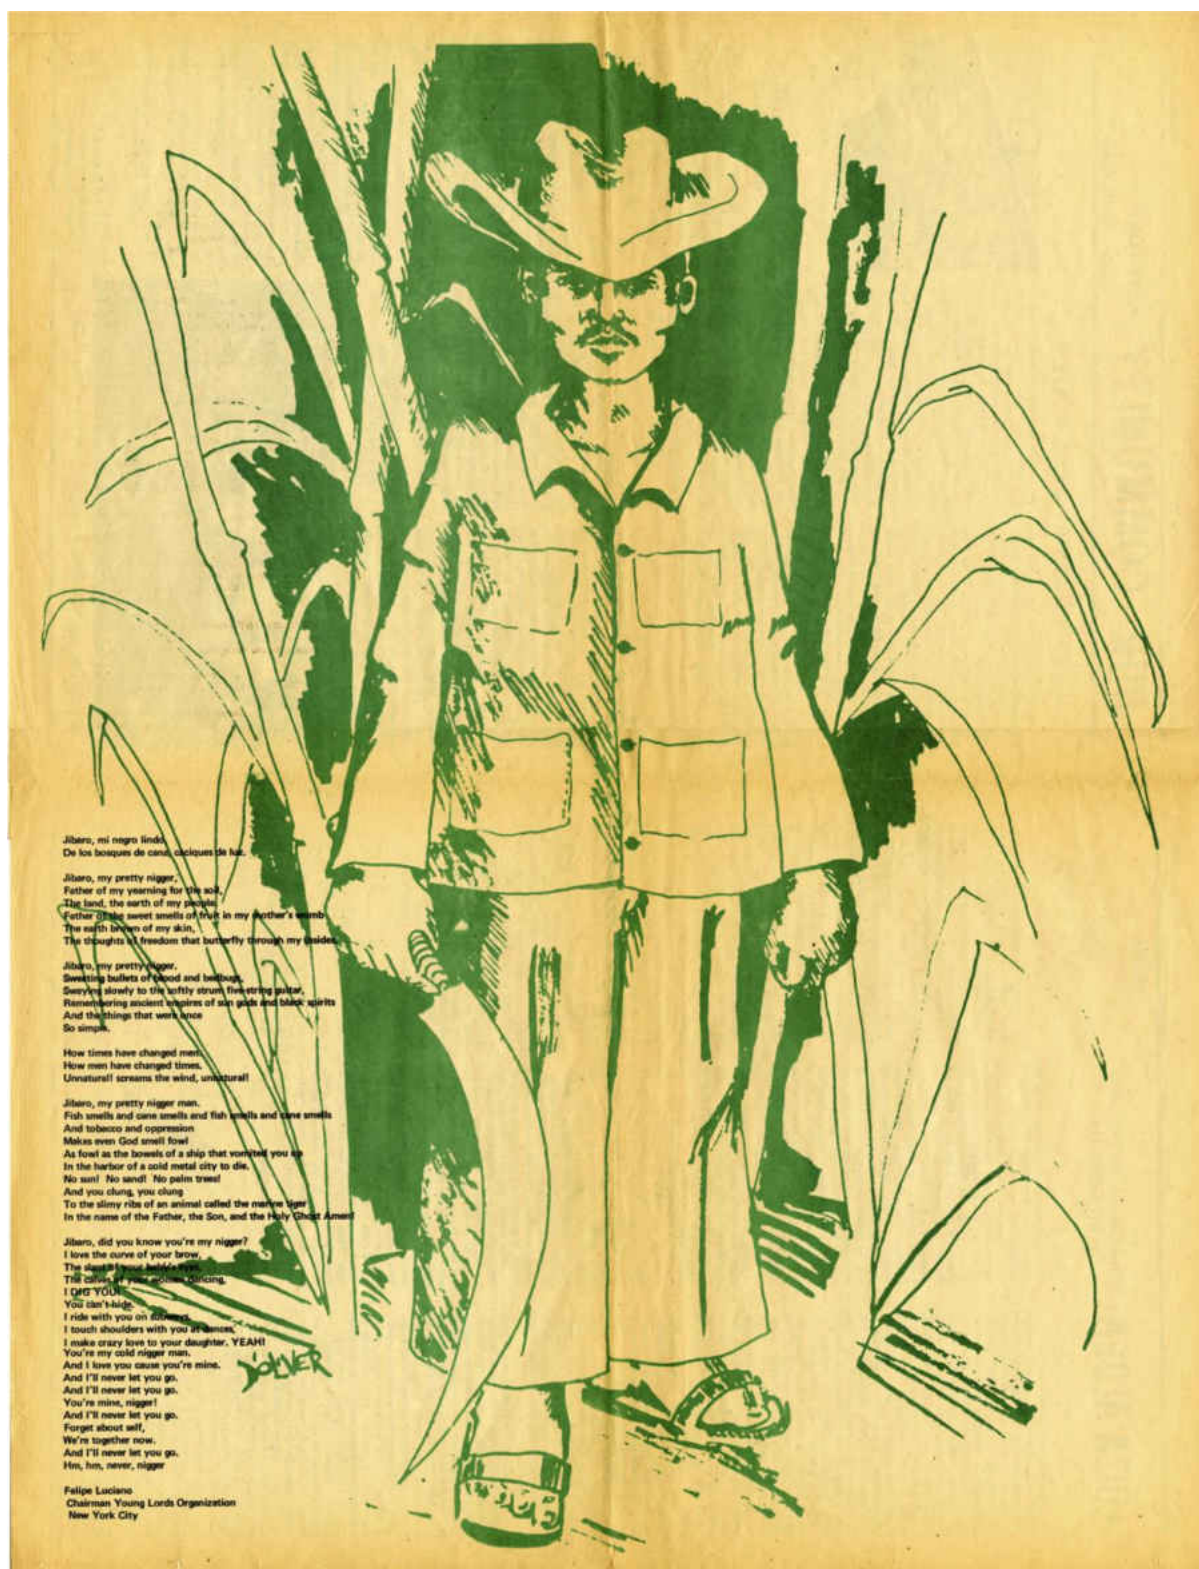 Jibaro, mi negro lindo,
De los bosques de cana, caciques de luz.
Jibaro, my pretty nigger,
Father of my yearning for the soil,
The land, the earth of my people.
Father of the sweet smells of fruit in my mother's womb
The earth brown of my skin,
The thoughts of freedom that butterfly through my insides.
Jibaro, my pretty nigger,
Sweating bullets of blood and bedbugs,
Swaying slowly to the softly strum five-string guitar,
Remembering ancient empires of sun gods and black spirits
And the things that were once
So simple.
How times have changed men.
How men have changed times.
Unnatural! screams the wind, unnatural!
Jibaro, my pretty nigger man.
Fish smells and cane smells and fish smells and cane smells
And tobacco and oppression
Makes even God smell fowl
As fowl as the bowels of a ship that vomited you up
In the harbor of a cold metal city to die.
No sun! No sand! No palm trees!
And you clung, you clung
To the slimy ribs of an animal called the marine tiger
In the name of the Father, the Son, and the Holy Ghost Amen!
Jibaro, did you know you're my nigger?
I love the curve of your brow,
The slant of your baby's eyes,
The calves of your women dancing,
I DIG YOU!
You can't hide.
I ride with you on subways,
I touch shoulders with you at dances,
I make crazy love to your daughter. YEAH!
You're my cold nigger man.
And I love you cause you're mine.
And I'll never let you go.
And I'll never let you go.
You're mine, nigger!
And I'll never let you go.
Forget about self,
We're together now.
And I'll never let you go.
Hm, hm, never, nigger
Felipe Luciano
Chairman Young Lords Organization
New York City